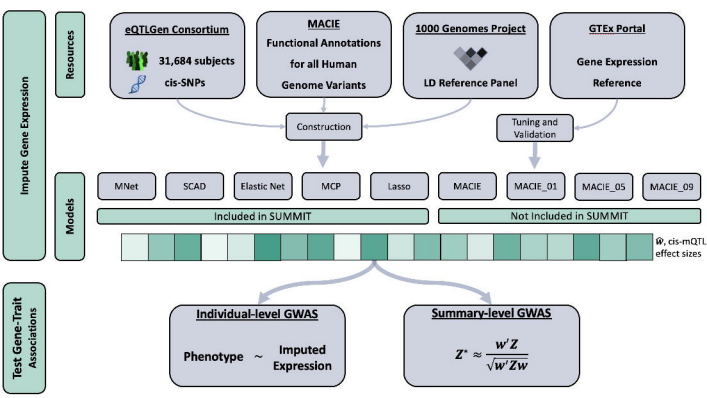 Impute Gene Expression
Resources
eQTLGen Consortium
31,684 subjects
cis-SNPs
MACIE
Functional Annotations
for all Human
Genome Variants
1000 Genomes Project
LD Reference Panel
GTEx Portal
Gene Expression
Reference
Construction
Tuning and
Validation
Models
MNet
SCAD
Elastic Net
MCP
Lasso
MACIE
MACIE_01
MACIE_05
MACIE_09
Included in SUMMIT
Not Included in SUMMIT
ŵ, cis-mQTL
effect sizes
Test Gene-Trait
Associations
Individual-level GWAS
Phenotype ~ Imputed
Expression
Summary-level GWAS
Z* ≈ w'Z / √w'Zw